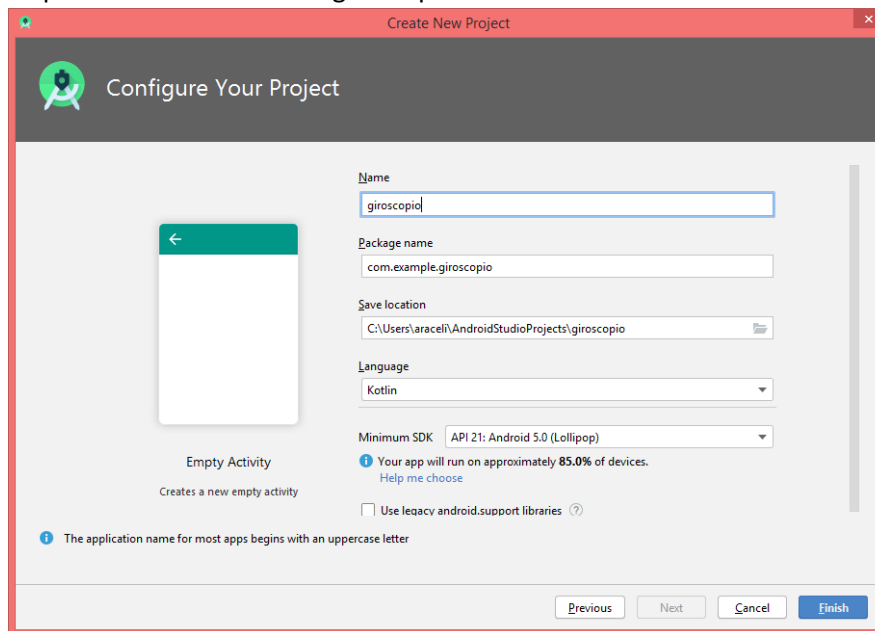 Create New Project
Configure Your Project
Name
giroscopio
Package name
com.example.giroscopio
Save location
C:\Users\araceli\AndroidStudioProjects\giroscopio
Language
Kotlin
Minimum SDK API 21: Android 5.0 (Lollipop)
Your app will run on approximately 85.0% of devices.
Help me choose
Use legacy android.support libraries ?
Empty Activity
Creates a new empty activity
The application name for most apps begins with an uppercase letter
Previous Next Cancel Finish